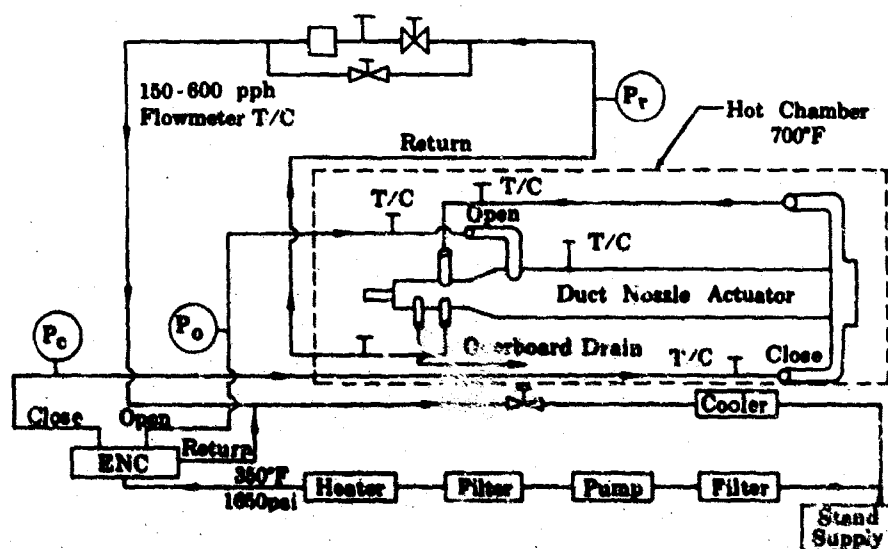 150-600 pph
Flowmeter T/C
Pr
Hot Chamber
700°F
Return
T/C
T/C
Open
T/C
Duct Nozzle Actuator
Pc
Po
Overboard Drain
T/C
Close
Close
Open
Return
Cooler
ENC
350°F
1650psi
Heater
Filter
Pump
Filter
Stand
Supply